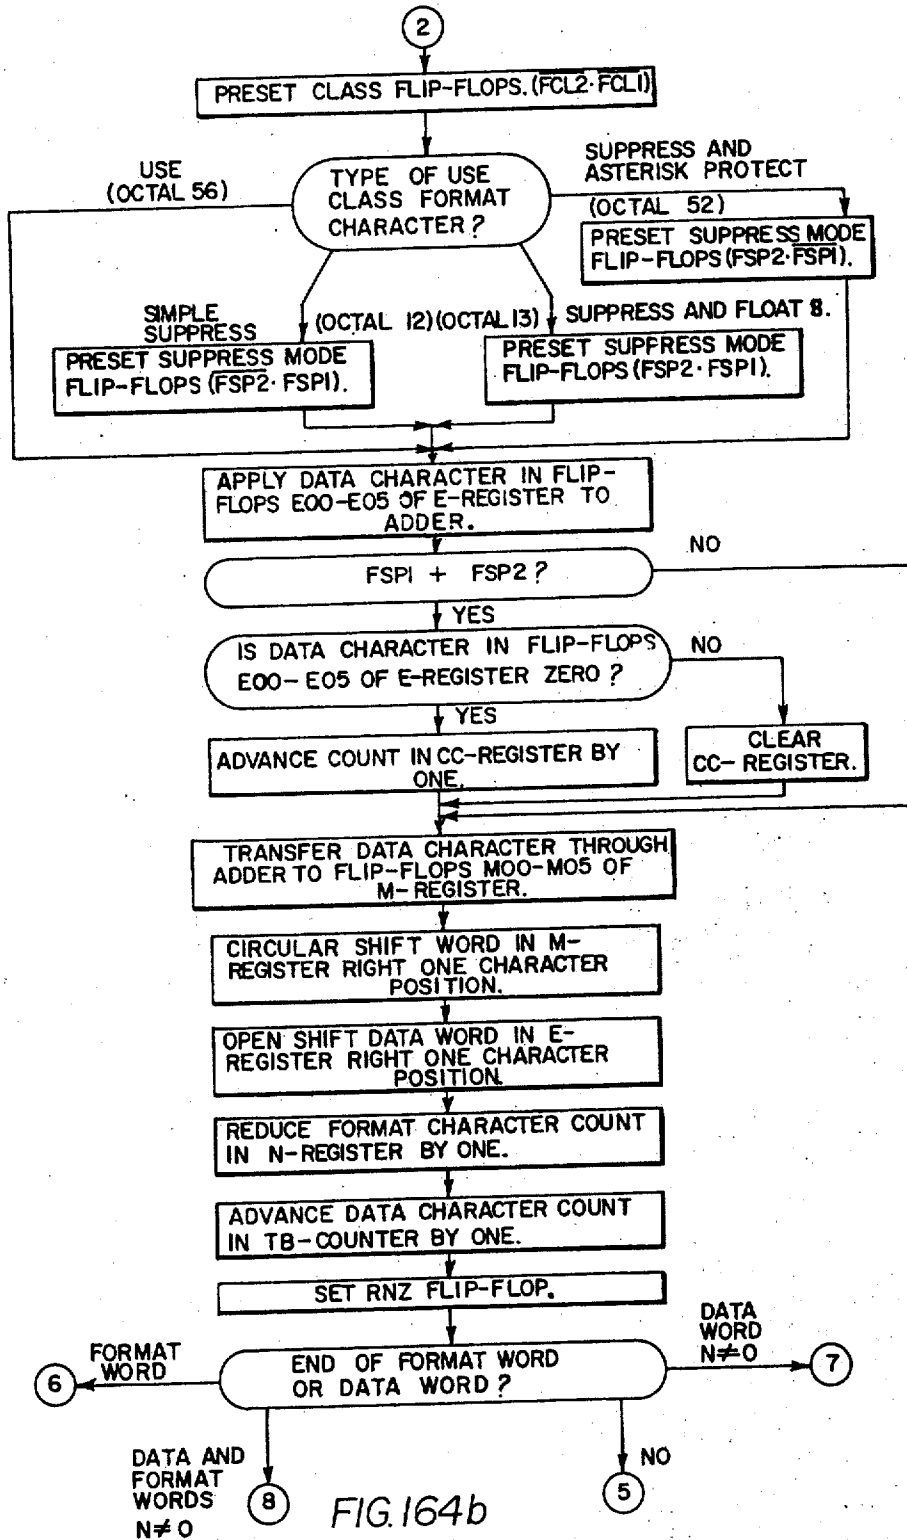 2
PRESET CLASS FLIP-FLOPS. (F̅C̅L̅2̅·F̅C̅L̅1̅)
USE
(OCTAL 56)
TYPE OF USE
CLASS FORMAT
CHARACTER?
SUPPRESS AND
ASTERISK PROTECT
(OCTAL 52)
PRESET SUPPRESS MODE
FLIP-FLOPS (FSP2·F̅S̅P̅1̅).
SIMPLE
SUPPRESS
(OCTAL 12)(OCTAL 13)
SUPPRESS AND FLOAT 8.
PRESET SUPPRESS MODE
FLIP-FLOPS (F̅S̅P̅2̅·FSP1).
PRESET SUPPRESS MODE
FLIP-FLOPS (FSP2·FSP1).
APPLY DATA CHARACTER IN FLIP-
FLOPS E00-E05 OF E-REGISTER TO
ADDER.
NO
FSP1 + FSP2?
YES
IS DATA CHARACTER IN FLIP-FLOPS
E00-E05 OF E-REGISTER ZERO?
NO
YES
ADVANCE COUNT IN CC-REGISTER BY
ONE.
CLEAR
CC-REGISTER.
TRANSFER DATA CHARACTER THROUGH
ADDER TO FLIP-FLOPS M00-M05 OF
M-REGISTER.
CIRCULAR SHIFT WORD IN M-
REGISTER RIGHT ONE CHARACTER
POSITION.
OPEN SHIFT DATA WORD IN E-
REGISTER RIGHT ONE CHARACTER
POSITION.
REDUCE FORMAT CHARACTER COUNT
IN N-REGISTER BY ONE.
ADVANCE DATA CHARACTER COUNT
IN TB-COUNTER BY ONE.
SET RNZ FLIP-FLOP.
FORMAT
WORD
6
END OF FORMAT WORD
OR DATA WORD?
DATA
WORD
N≠0
7
DATA AND
FORMAT
WORDS
N≠0
8
NO
5
FIG.164b